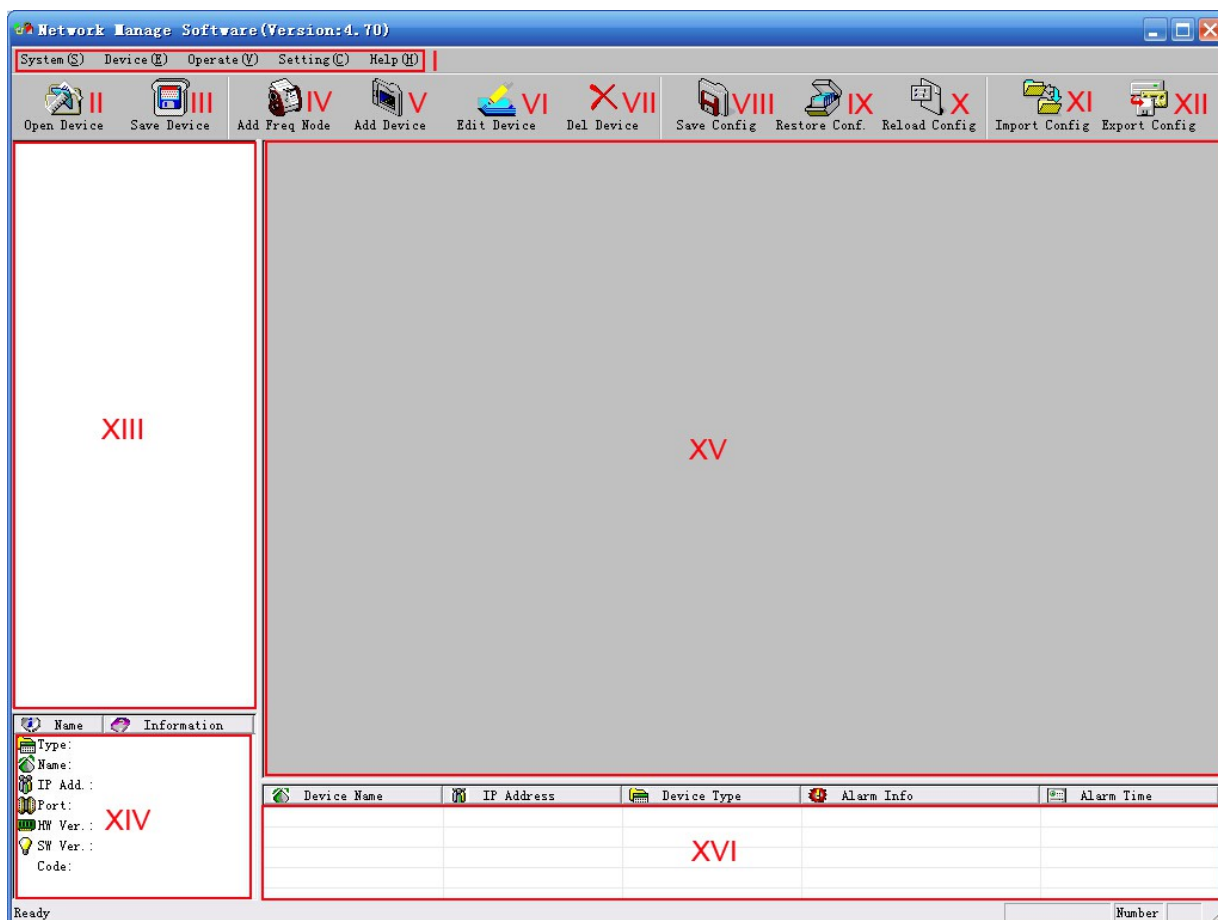 Network Manage Software(Version:4.70)
System(S) Device(E) Operate(V) Setting(C) Help(H) I
II III IV V VI VII VIII IX X XI XII
Open Device Save Device Add Freq Node Add Device Edit Device Del Device Save Config Restore Conf. Reload Config Import Config Export Config
XIII
XV
Name Information
Type:
Name:
IP Add.:
Port:
HW Ver.:
SW Ver.:
Code:
XIV
Device Name IP Address Device Type Alarm Info Alarm Time
XVI
Ready Number